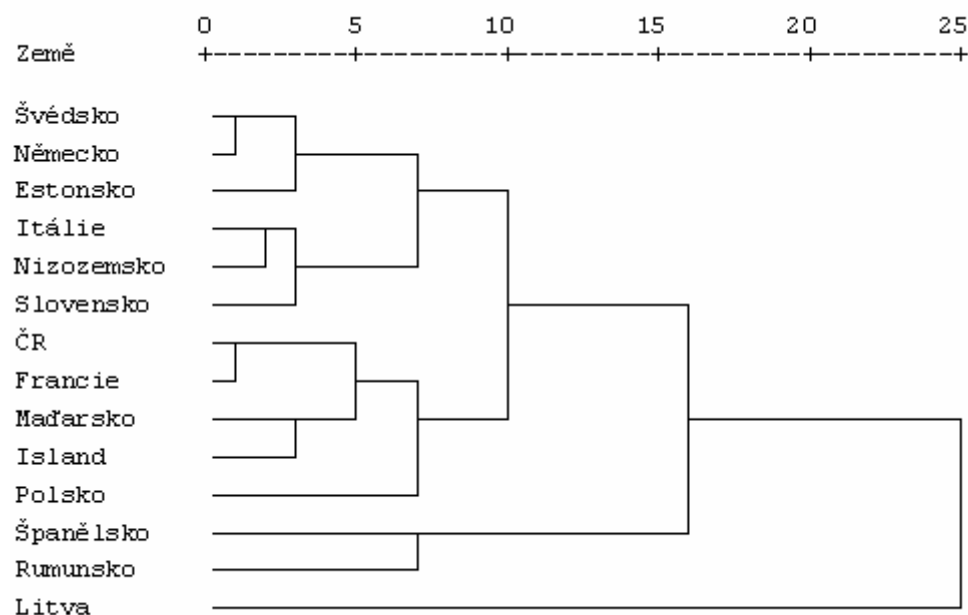 0 5 10 15 20 25
Země
Švédsko
Německo
Estonsko
Itálie
Nizozemsko
Slovensko
ČR
Francie
Maďarsko
Island
Polsko
Španělsko
Rumunsko
Litva